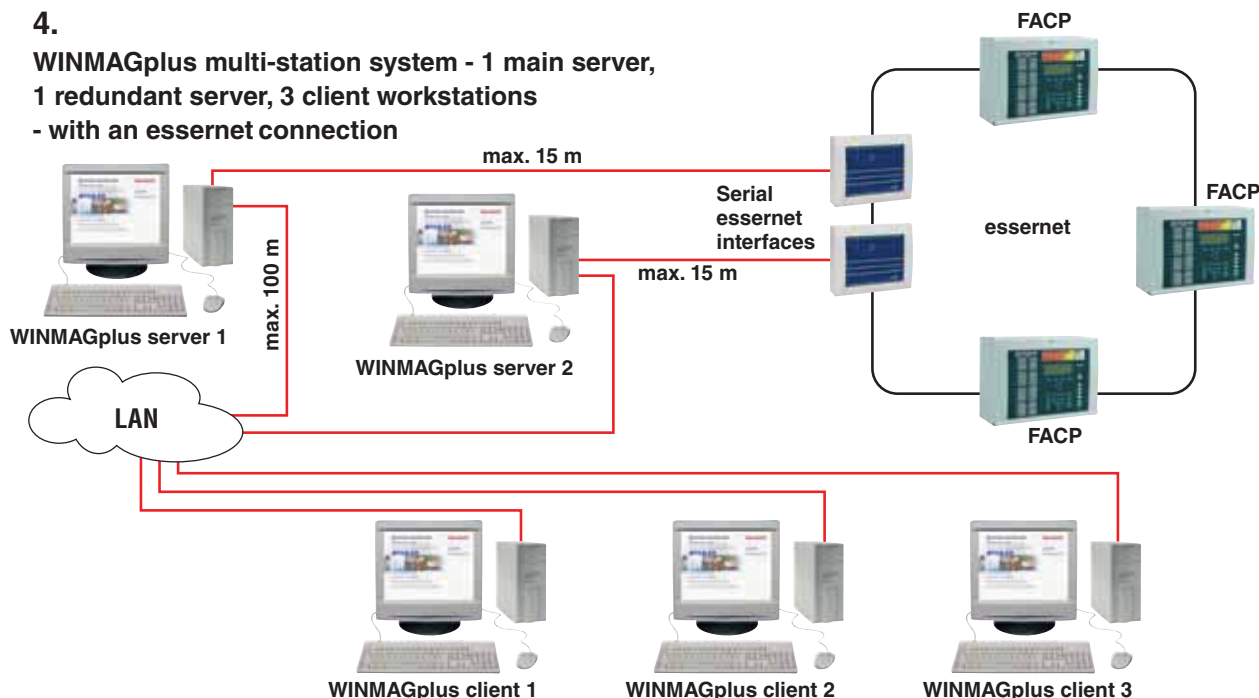 4.
WINMAGplus multi-station system - 1 main server,
1 redundant server, 3 client workstations
- with an essernet connection
FACP
max. 15 m
Serial
essernet
interfaces
essernet
FACP
max. 15 m
max. 100 m
WINMAGplus server 1
WINMAGplus server 2
LAN
FACP
WINMAGplus client 1
WINMAGplus client 2
WINMAGplus client 3